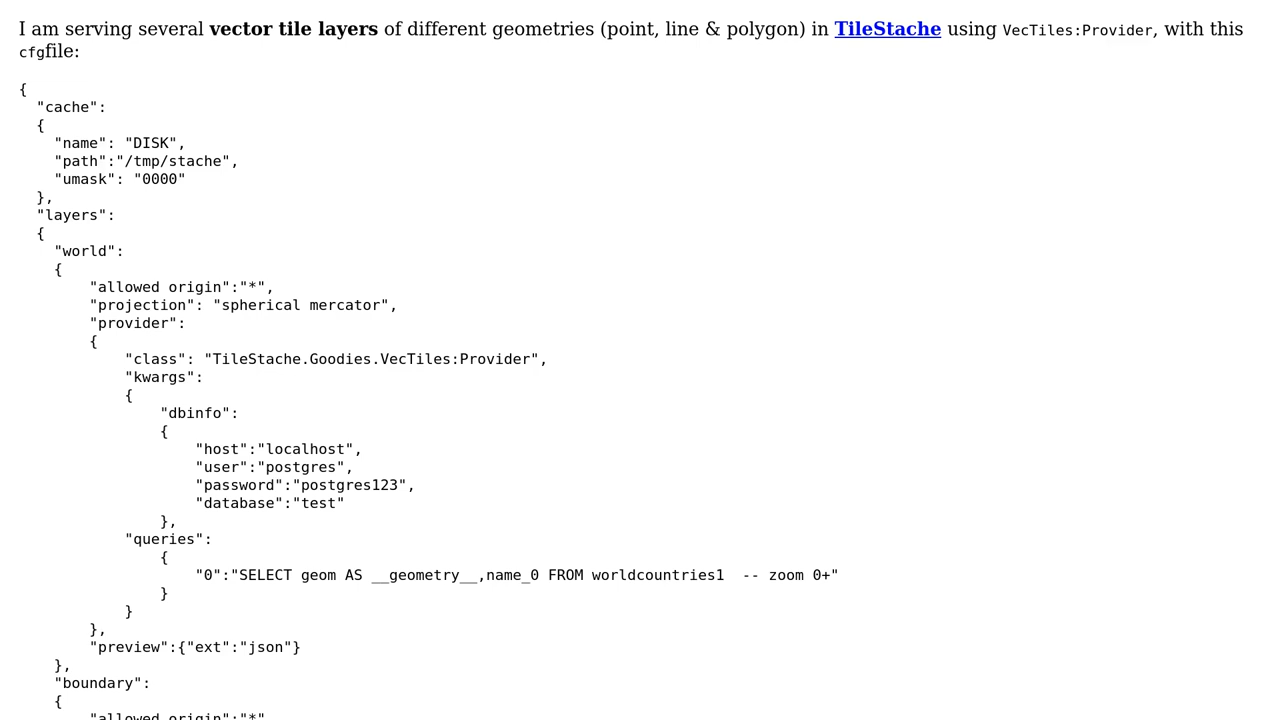 I am serving several vector tile layers of different geometries (point, line & polygon) in TileStache using VecTiles:Provider, with this
cfgfile:
{
  "cache":
  {
    "name": "DISK",
    "path":"/tmp/stache",
    "umask": "0000"
  },
  "layers":
  {
    "world":
    {
        "allowed origin":"*",
        "projection": "spherical mercator",
        "provider":
        {
            "class": "TileStache.Goodies.VecTiles:Provider",
            "kwargs":
            {
                "dbinfo":
                {
                    "host":"localhost",
                    "user":"postgres",
                    "password":"postgres123",
                    "database":"test"
                },
            "queries":
                {
                    "0":"SELECT geom AS __geometry__,name_0 FROM worldcountries1  -- zoom 0+"
                }
            }
        },
        "preview":{"ext":"json"}
    },
    "boundary":
    {
        "allowed origin":"*"